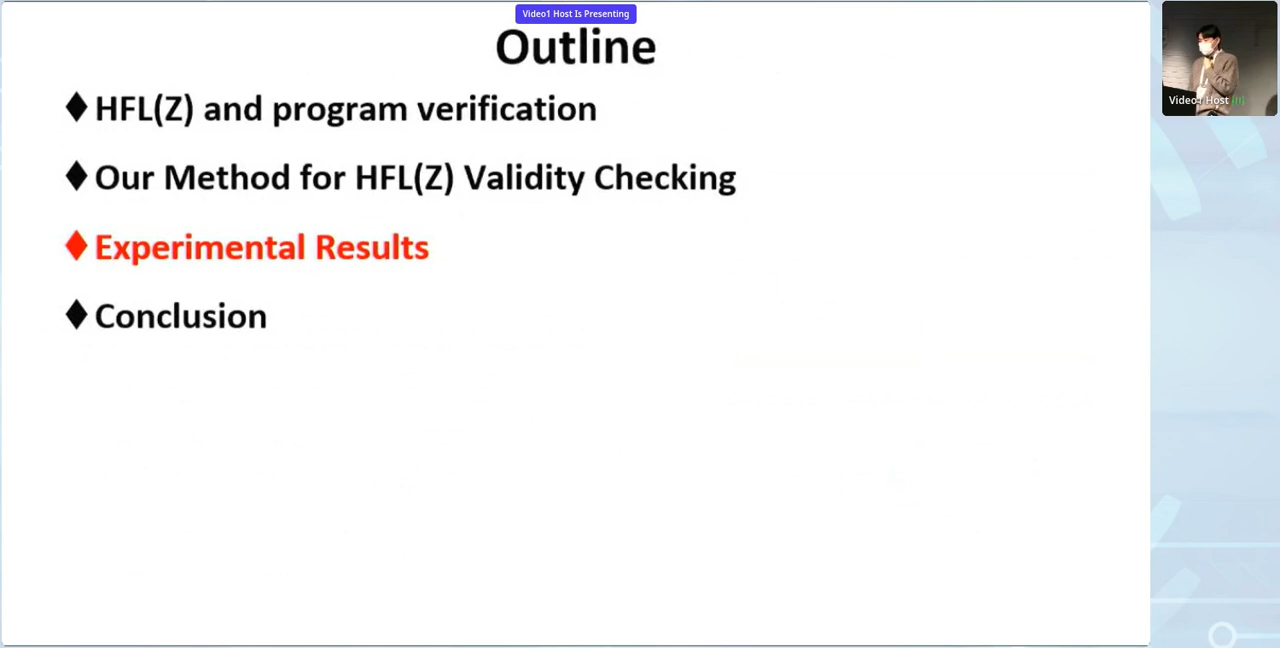 Video1 Host Is Presenting
Outline
HFL(Z) and program verification
Our Method for HFL(Z) Validity Checking
Experimental Results
Conclusion
Video1 Host